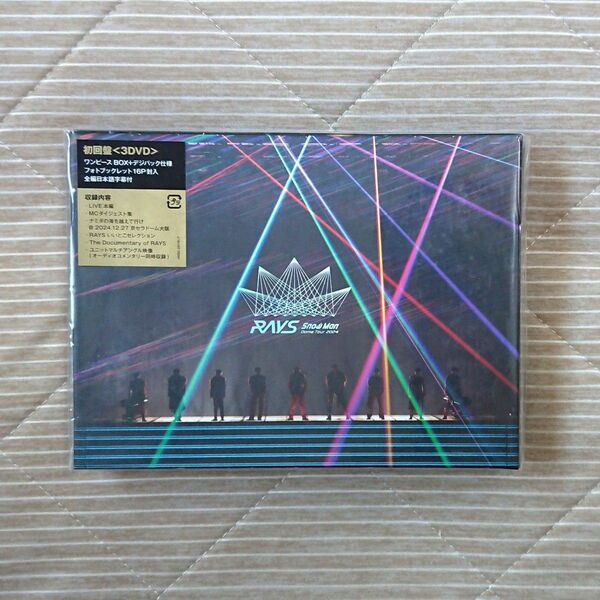 初回盤<3DVD>
ワンピースBOX+デジパック仕様
フォトブックレット16P封入
全編日本語字幕付
収録内容
・LIVE本編
・MCダイジェスト集
・ナミダの海を越えて行け
@2024.12.27 京セラドーム大阪
・RAYS いいとこセレクション
・The Documentary of RAYS
・ユニットマルチアングル映像
(オーディオコメンタリー同時収録)
RAYS Snow Man
Dome Tour 2024